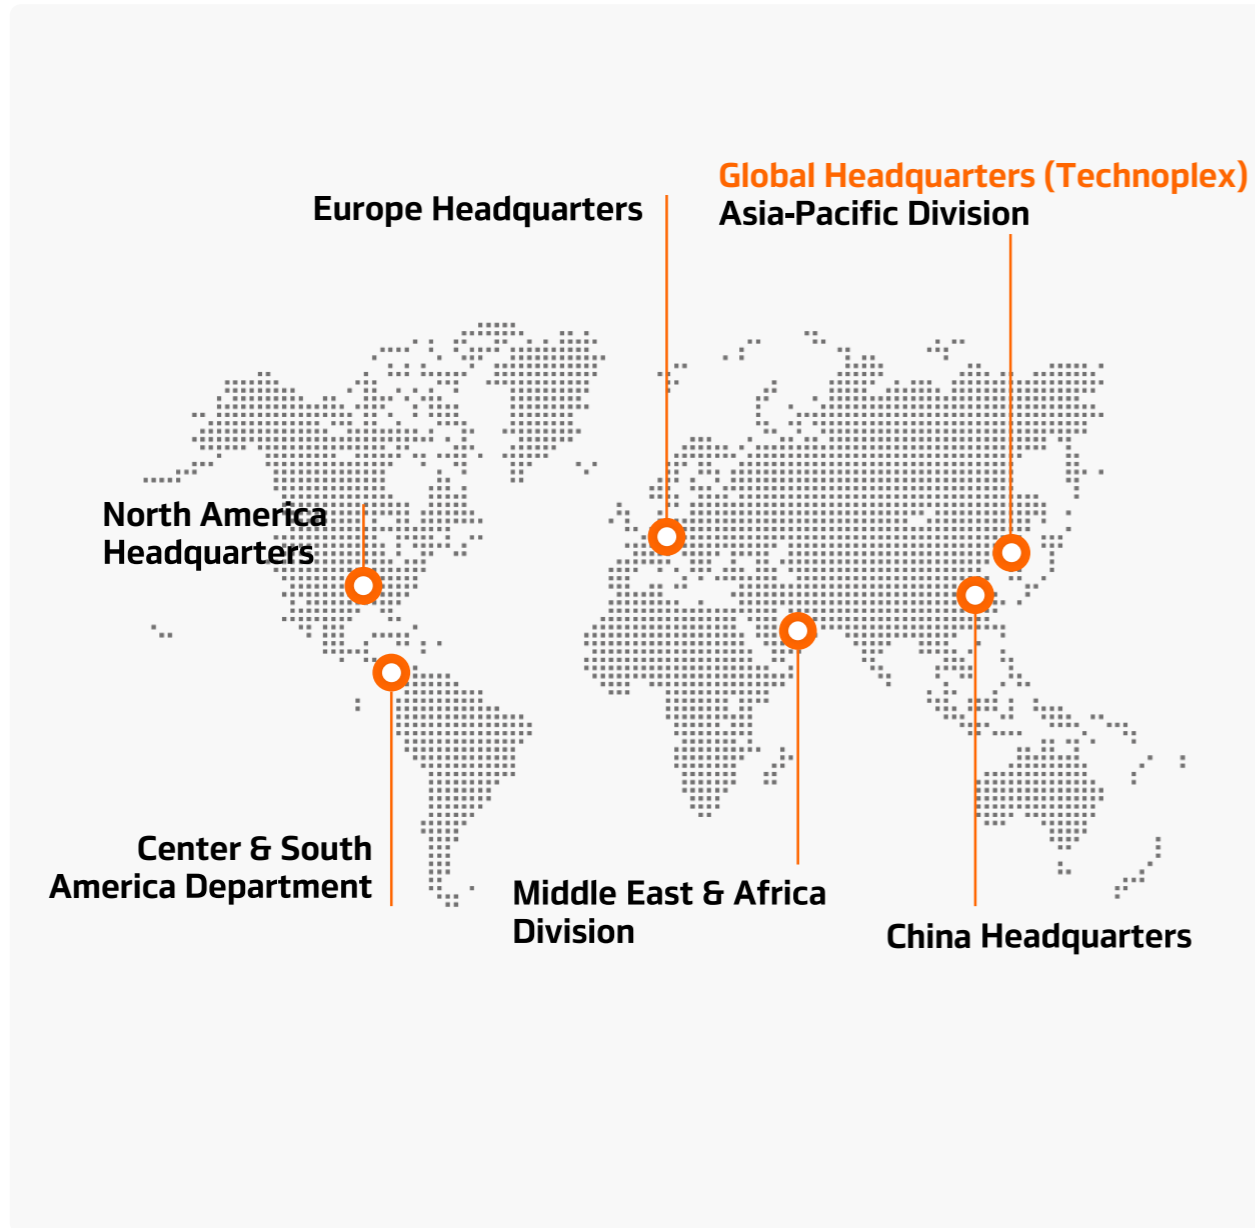 Global Headquarters (Technoplex)
Asia-Pacific Division
Europe Headquarters
North America
Headquarters
Center & South
America Department
Middle East & Africa
Division
China Headquarters